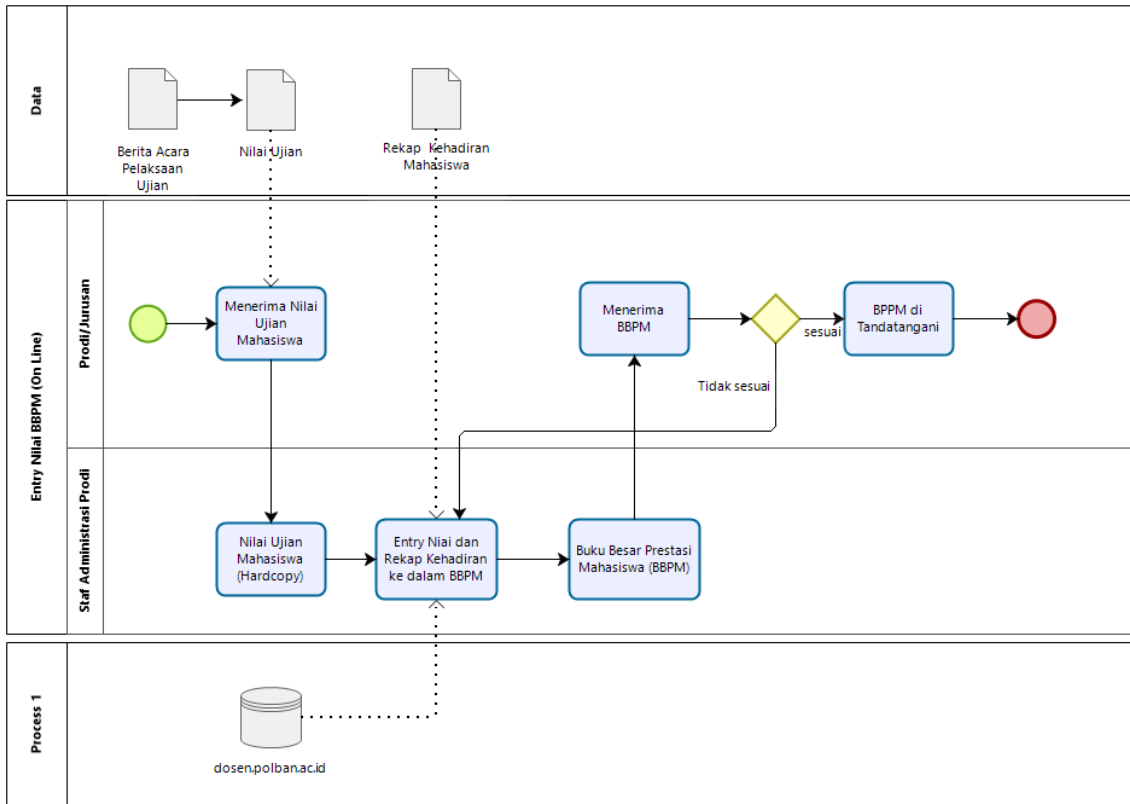 Data
Berita Acara
Pelaksaan
Ujian
Nilai Ujian
Rekap Kehadiran
Mahasiswa
Entry Nilai BBPM (On Line)
Prodi/Jurusan
Menerima Nilai
Ujian
Mahasiswa
Menerima
BBPM
sesuai
BPPM di
Tandatangani
Tidak sesuai
Staf Administrasi Prodi
Nilai Ujian
Mahasiswa
(Hardcopy)
Entry Niai dan
Rekap Kehadiran
ke dalam BBPM
Buku Besar Prestasi
Mahasiswa (BBPM)
Process 1
dosen.polban.ac.id